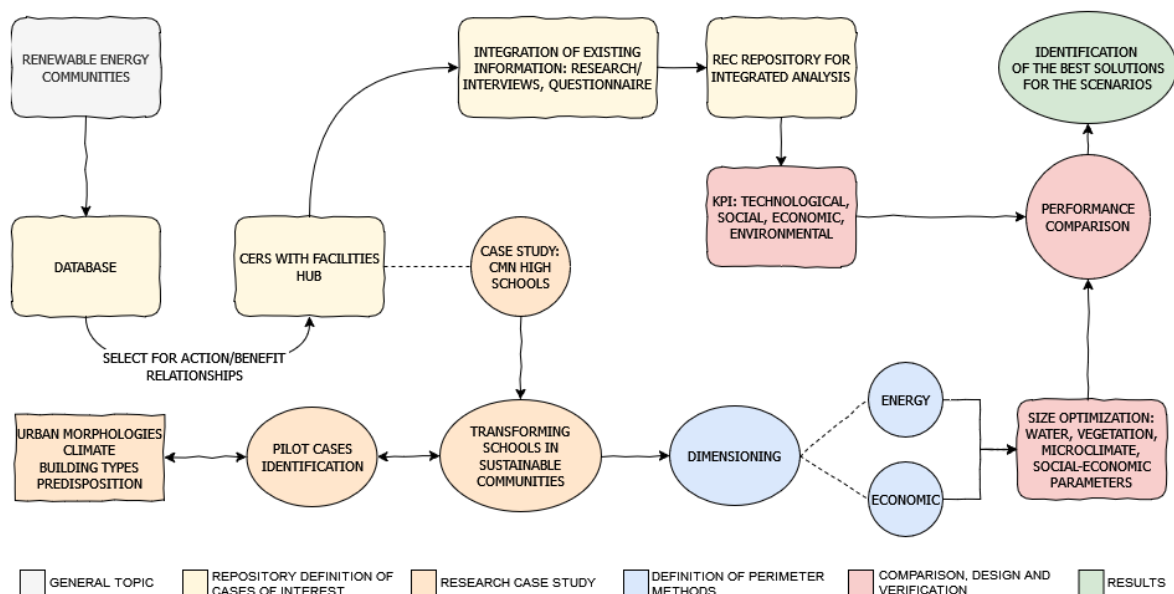 RENEWABLE ENERGY
COMMUNITIES
INTEGRATION OF EXISTING
INFORMATION: RESEARCH/
INTERVIEWS, QUESTIONNAIRE
REC REPOSITORY FOR
INTEGRATED ANALYSIS
IDENTIFICATION
OF THE BEST SOLUTIONS
FOR THE SCENARIOS
KPI: TECHNOLOGICAL,
SOCIAL, ECONOMIC,
ENVIRONMENTAL
PERFORMANCE
COMPARISON
DATABASE
CERS WITH FACILITIES
HUB
CASE STUDY:
CMN HIGH
SCHOOLS
SELECT FOR ACTION/BENEFIT
RELATIONSHIPS
URBAN MORPHOLOGIES
CLIMATE
BUILDING TYPES
PREDISPOSITION
PILOT CASES
IDENTIFICATION
TRANSFORMING
SCHOOLS IN
SUSTAINABLE
COMMUNITIES
DIMENSIONING
ENERGY
ECONOMIC
SIZE OPTIMIZATION:
WATER, VEGETATION,
MICROCLIMATE,
SOCIAL-ECONOMIC
PARAMETERS
GENERAL TOPIC
REPOSITORY DEFINITION OF
CASES OF INTEREST
RESEARCH CASE STUDY
DEFINITION OF PERIMETER
METHODS
COMPARISON, DESIGN AND
VERIFICATION
RESULTS